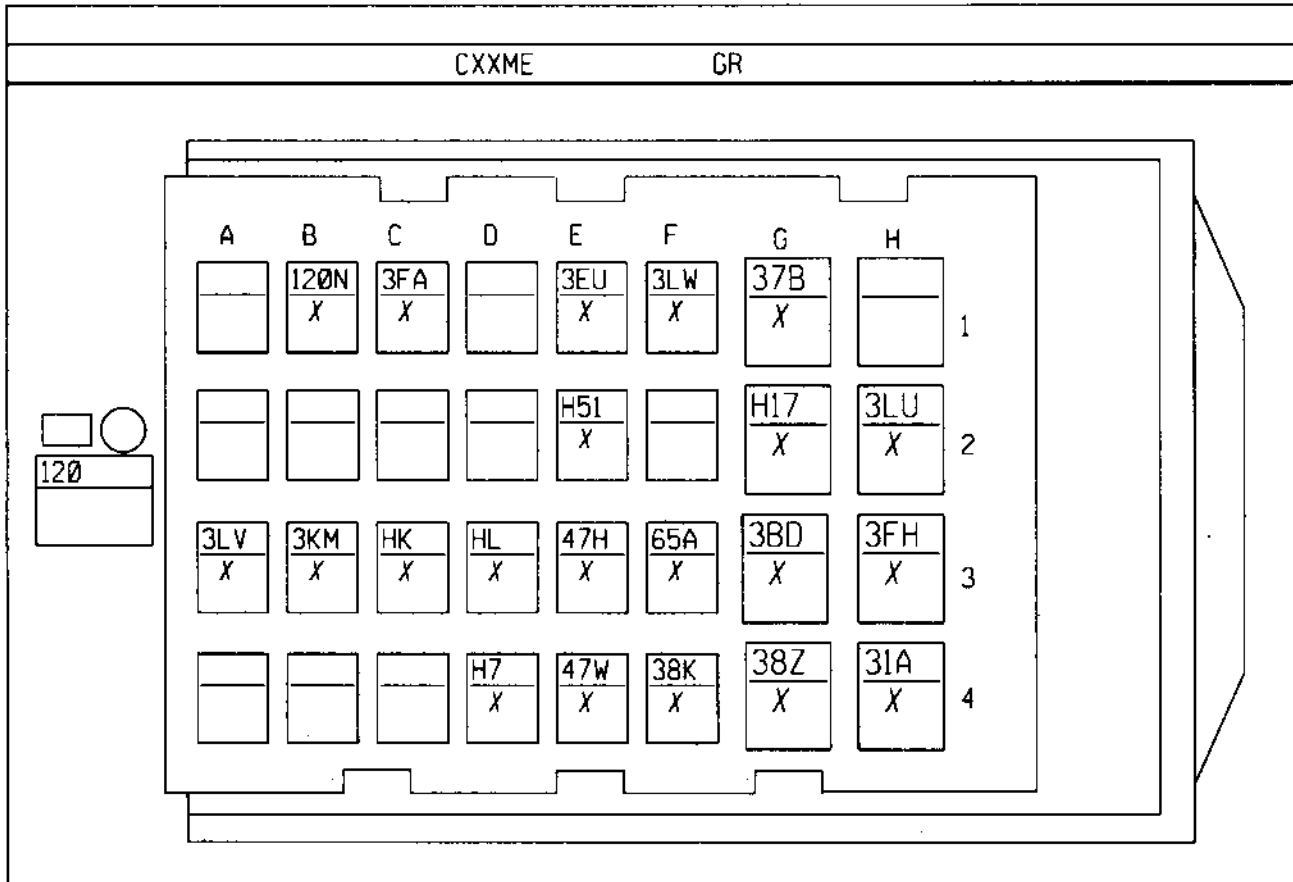 CXXME GR
A B C D E F G H
120N 3FA 3EU 3LW 37B
X X X X X
1
H51 H17 3LU
X X X
2
120
3LV 3KM HK HL 47H 65A 3BD 3FH
X X X X X X X X
3
H7 47W 38K 38Z 31A
X X X X X
4